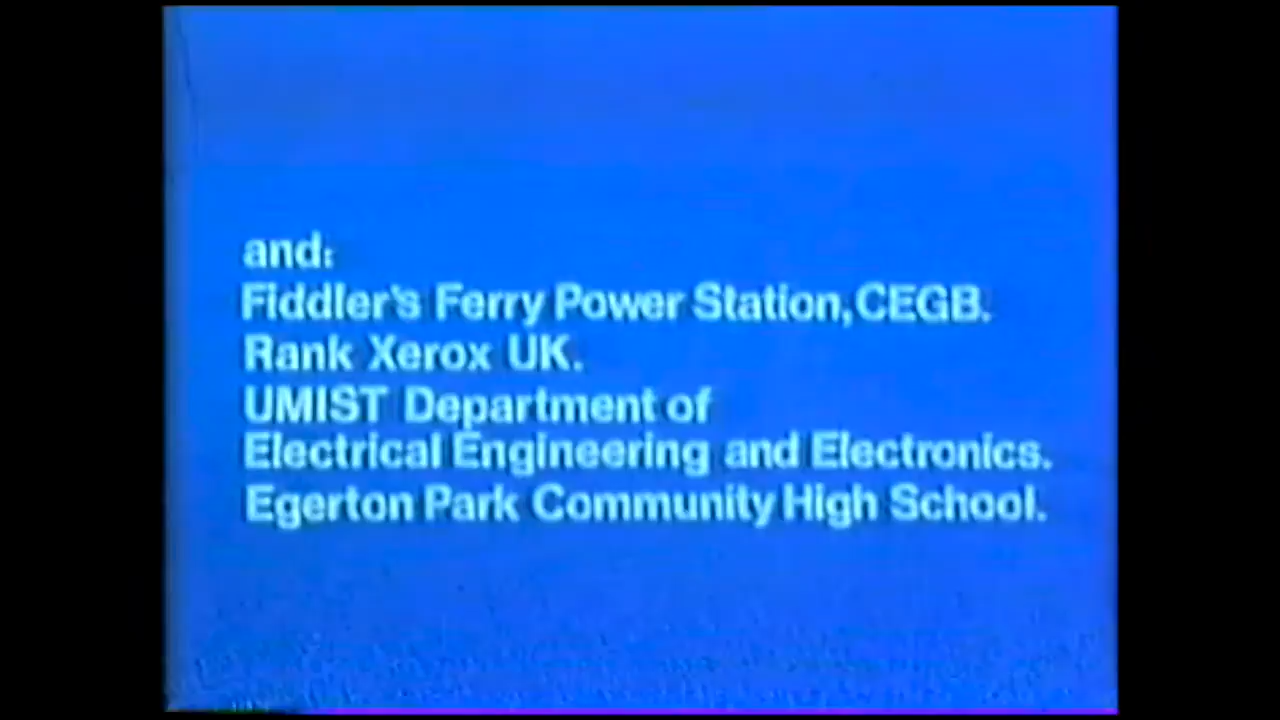 and:
Fiddler's Ferry Power Station, CEGB.
Rank Xerox UK.
UMIST Department of
Electrical Engineering and Electronics.
Egerton Park Community High School.